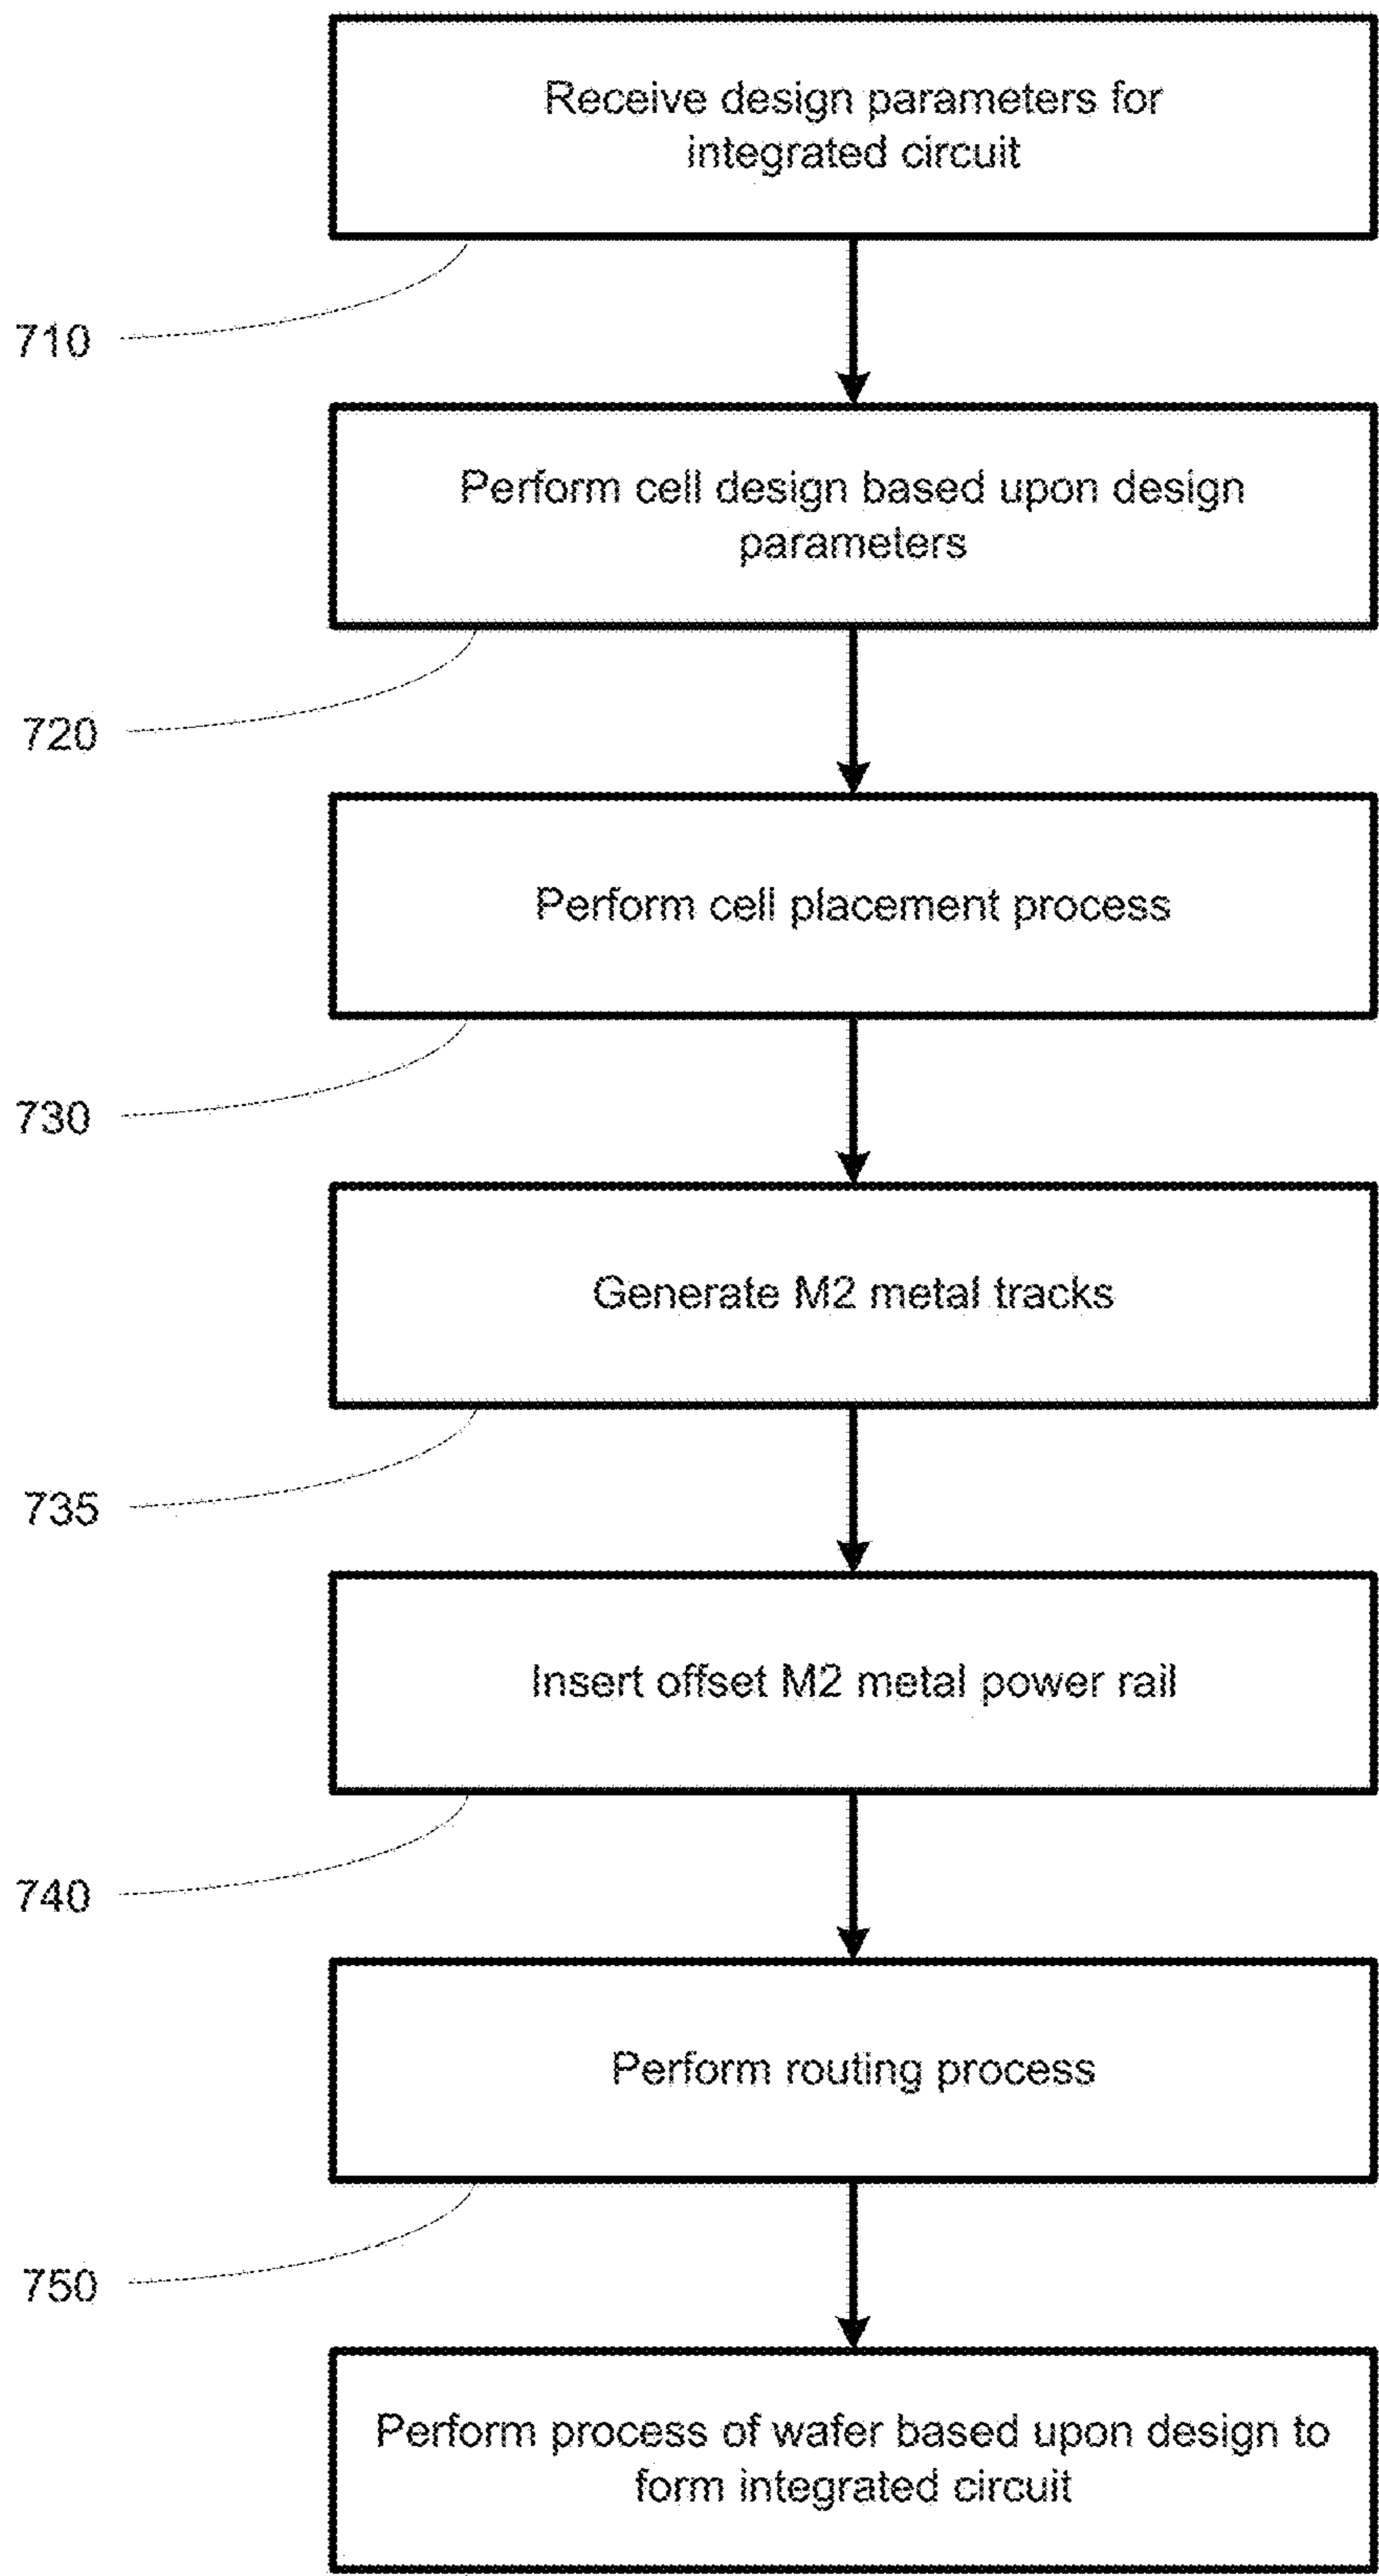 Receive design parameters for
integrated circuit
710
Perform cell design based upon design
parameters
720
Perform cell placement process
730
Generate M2 metal tracks
735
Insert offset M2 metal power rail
740
Perform routing process
750
Perform process of wafer based upon design to
form integrated circuit